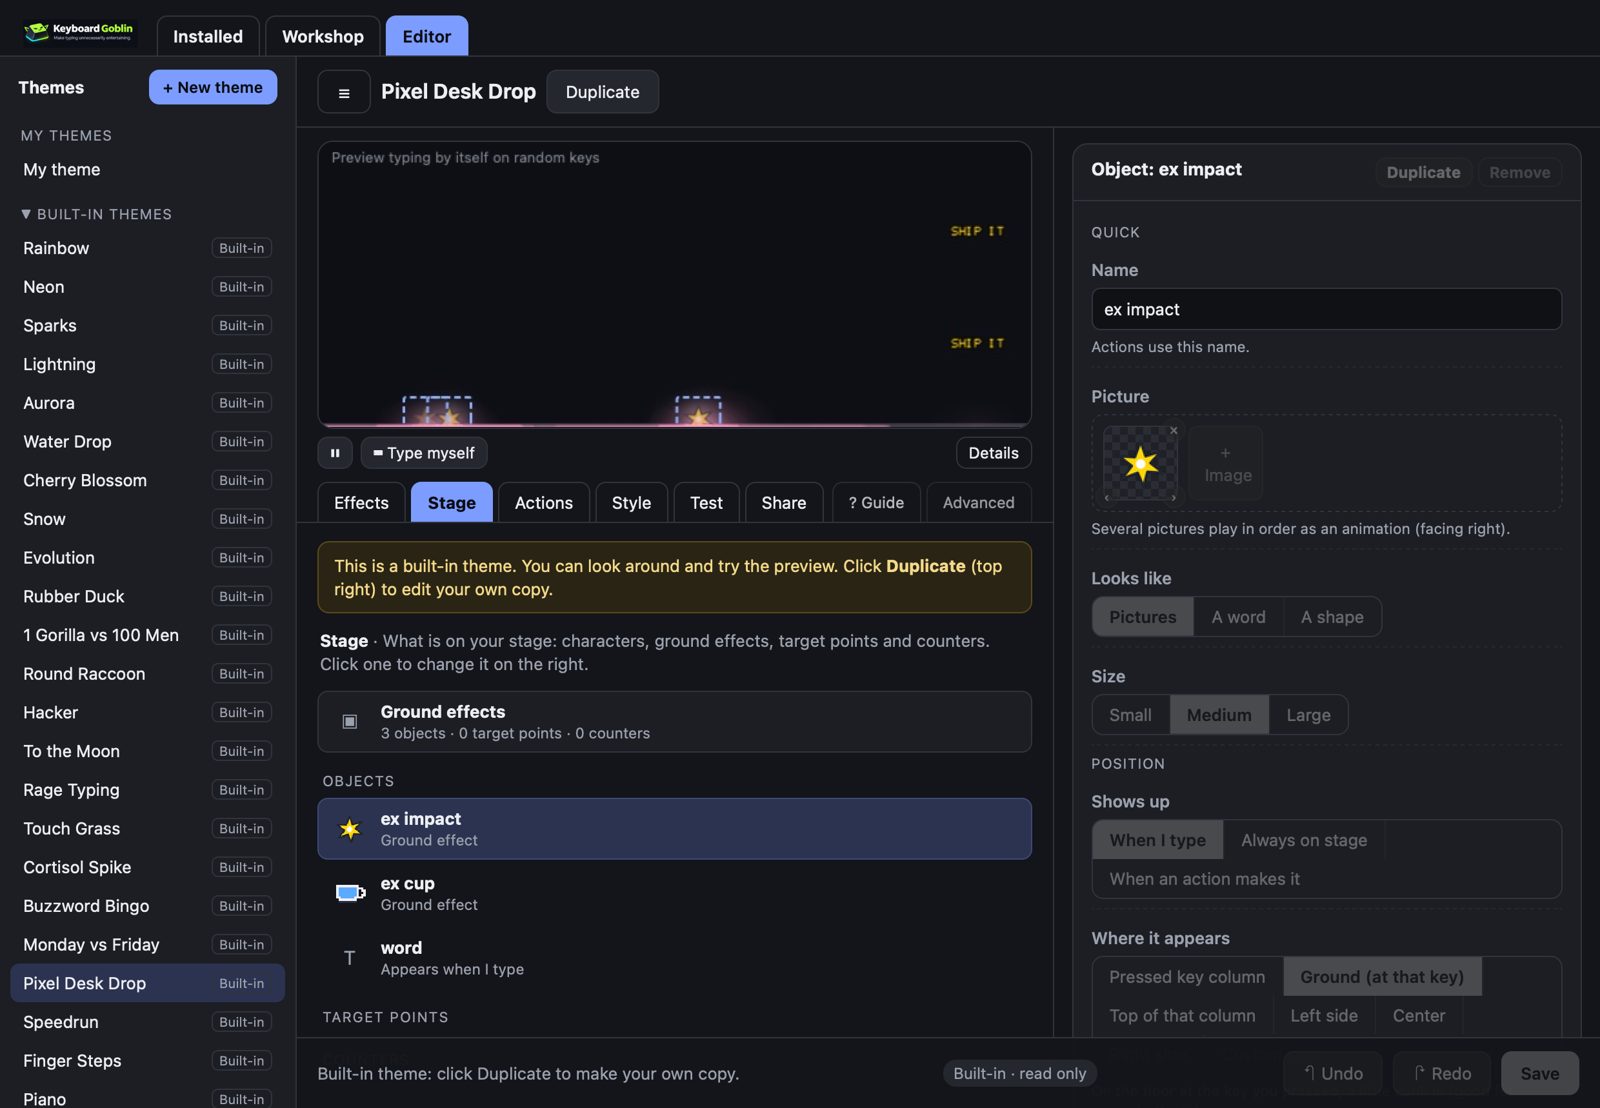 Keyboard Goblin
Make typing unnecessarily entertaining.
Installed
Workshop
Editor
Themes
+ New theme
MY THEMES
My theme
▼ BUILT-IN THEMES
Rainbow Built-in
Neon Built-in
Sparks Built-in
Lightning Built-in
Aurora Built-in
Water Drop Built-in
Cherry Blossom Built-in
Snow Built-in
Evolution Built-in
Rubber Duck Built-in
1 Gorilla vs 100 Men Built-in
Round Raccoon Built-in
Hacker Built-in
To the Moon Built-in
Rage Typing Built-in
Touch Grass Built-in
Cortisol Spike Built-in
Buzzword Bingo Built-in
Monday vs Friday Built-in
Pixel Desk Drop Built-in
Speedrun Built-in
Finger Steps Built-in
Piano Built-in
≡ Pixel Desk Drop Duplicate
Preview typing by itself on random keys
SHIP IT
SHIP IT
Type myself
Details
Effects Stage Actions Style Test Share ? Guide Advanced
This is a built-in theme. You can look around and try the preview. Click Duplicate (top
right) to edit your own copy.
Stage · What is on your stage: characters, ground effects, target points and counters.
Click one to change it on the right.
Ground effects
3 objects · 0 target points · 0 counters
OBJECTS
ex impact
Ground effect
ex cup
Ground effect
T word
Appears when I type
TARGET POINTS
COUNTERS
Built-in theme: click Duplicate to make your own copy.
Built-in · read only
Undo
Redo
Save
Object: ex impact
Duplicate
Remove
QUICK
Name
ex impact
Actions use this name.
Picture
×
‹ ›
+
Image
Several pictures play in order as an animation (facing right).
Looks like
Pictures A word A shape
Size
Small Medium Large
POSITION
Shows up
When I type Always on stage
When an action makes it
Where it appears
Pressed key column Ground (at that key)
Top of that column Left side Center